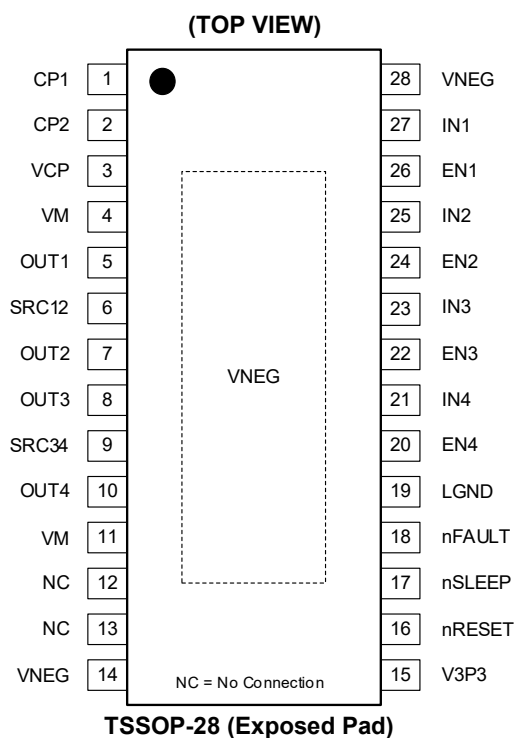 (TOP VIEW)
CP1 1 28 VNEG
CP2 2 27 IN1
VCP 3 26 EN1
VM 4 25 IN2
OUT1 5 24 EN2
SRC12 6 23 IN3
OUT2 7 22 EN3
VNEG
OUT3 8 21 IN4
SRC34 9 20 EN4
OUT4 10 19 LGND
VM 11 18 nFAULT
NC 12 17 nSLEEP
NC 13 16 nRESET
VNEG 14 NC = No Connection 15 V3P3
TSSOP-28 (Exposed Pad)